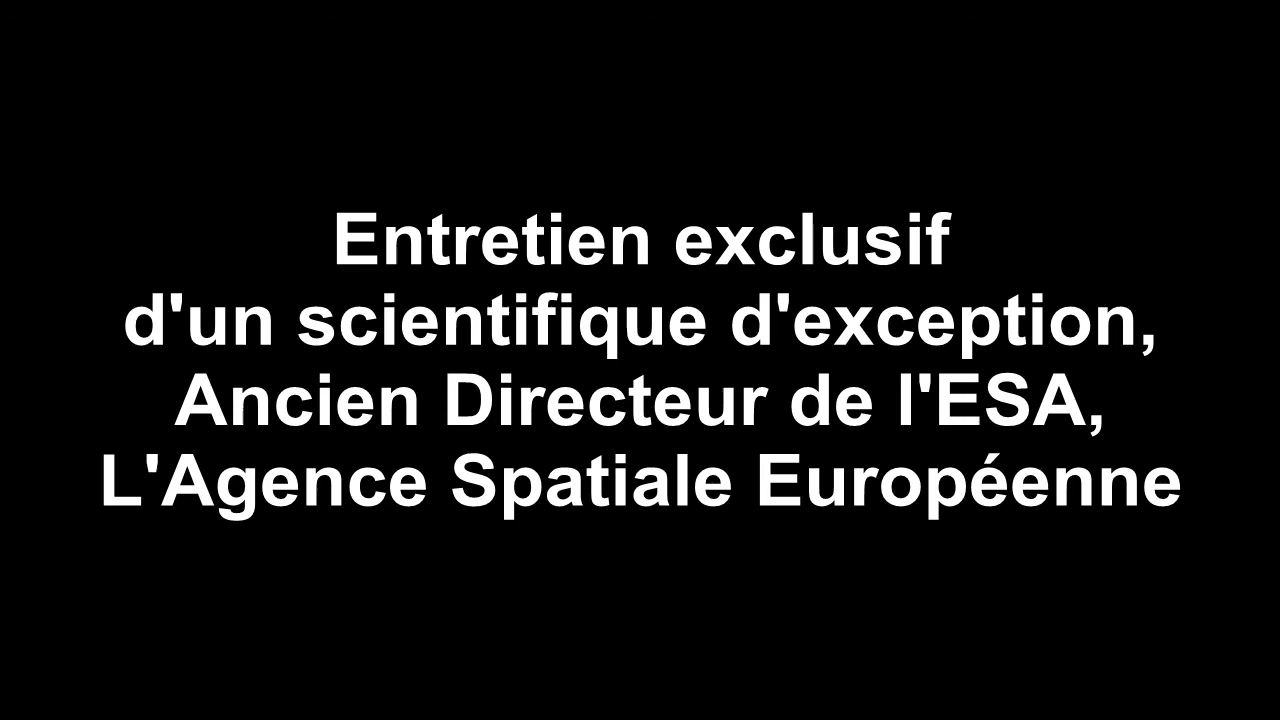 Entretien exclusif
d'un scientifique d'exception,
Ancien Directeur de l'ESA,
L'Agence Spatiale Européenne